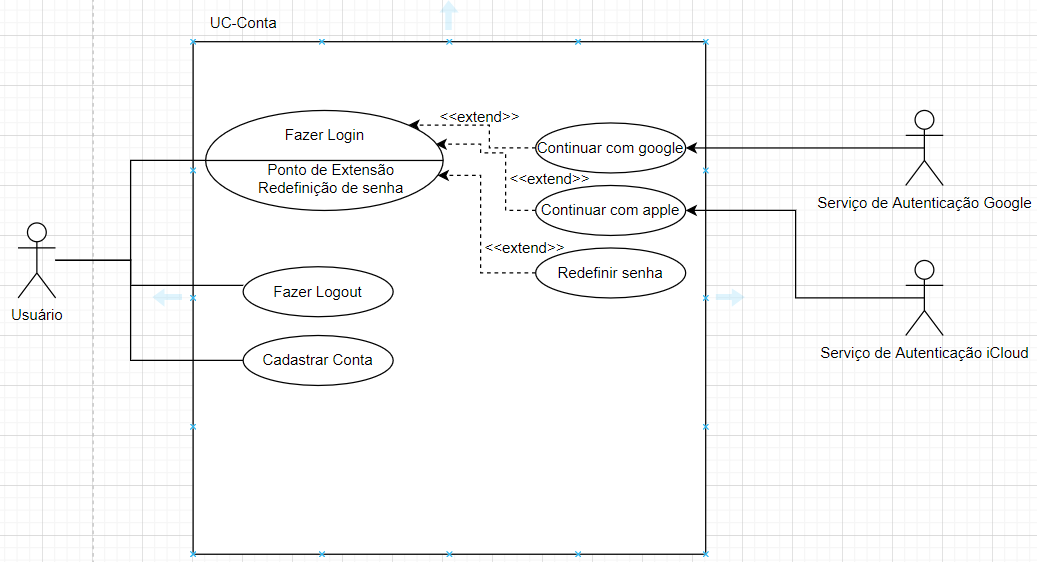 UC-Conta
Fazer Login
Ponto de Extensão
Redefinição de senha
<<extend>>
Continuar com google
<<extend>>
Continuar com apple
<<extend>>
Redefinir senha
Fazer Logout
Cadastrar Conta
Usuário
Serviço de Autenticação Google
Serviço de Autenticação iCloud